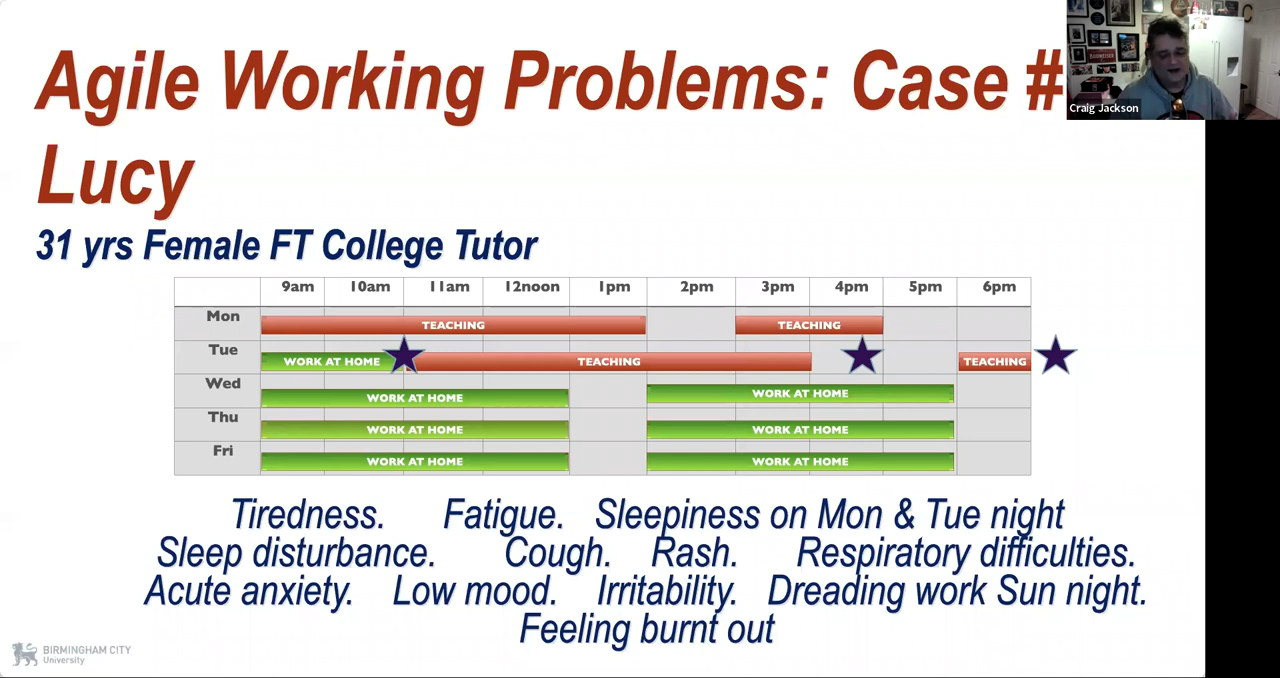 Agile Working Problems: Case #
Lucy
31 yrs Female FT College Tutor
9am 10am 11am 12noon 1pm 2pm 3pm 4pm 5pm 6pm
Mon TEACHING TEACHING
Tue WORK AT HOME TEACHING TEACHING
Wed WORK AT HOME WORK AT HOME
Thu WORK AT HOME WORK AT HOME
Fri WORK AT HOME WORK AT HOME
Tiredness. Fatigue. Sleepiness on Mon & Tue night
Sleep disturbance. Cough. Rash. Respiratory difficulties.
Acute anxiety. Low mood. Irritability. Dreading work Sun night.
Feeling burnt out
BIRMINGHAM CITY
University
Craig Jackson